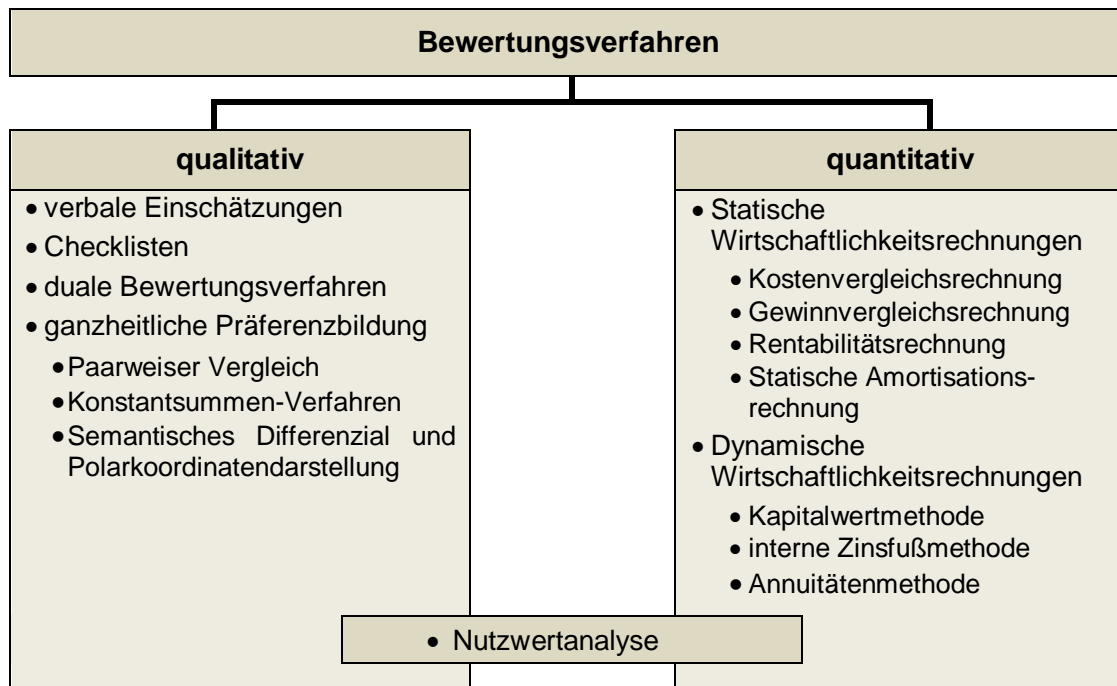 Bewertungsverfahren
qualitativ
• verbale Einschätzungen
• Checklisten
• duale Bewertungsverfahren
• ganzheitliche Präferenzbildung
• Paarweiser Vergleich
• Konstantsummen-Verfahren
• Semantisches Differenzial und
Polarkoordinatendarstellung
quantitativ
• Statische
Wirtschaftlichkeitsrechnungen
• Kostenvergleichsrechnung
• Gewinnvergleichsrechnung
• Rentabilitätsrechnung
• Statische Amortisations-
rechnung
• Dynamische
Wirtschaftlichkeitsrechnungen
• Kapitalwertmethode
• interne Zinsfußmethode
• Annuitätenmethode
• Nutzwertanalyse